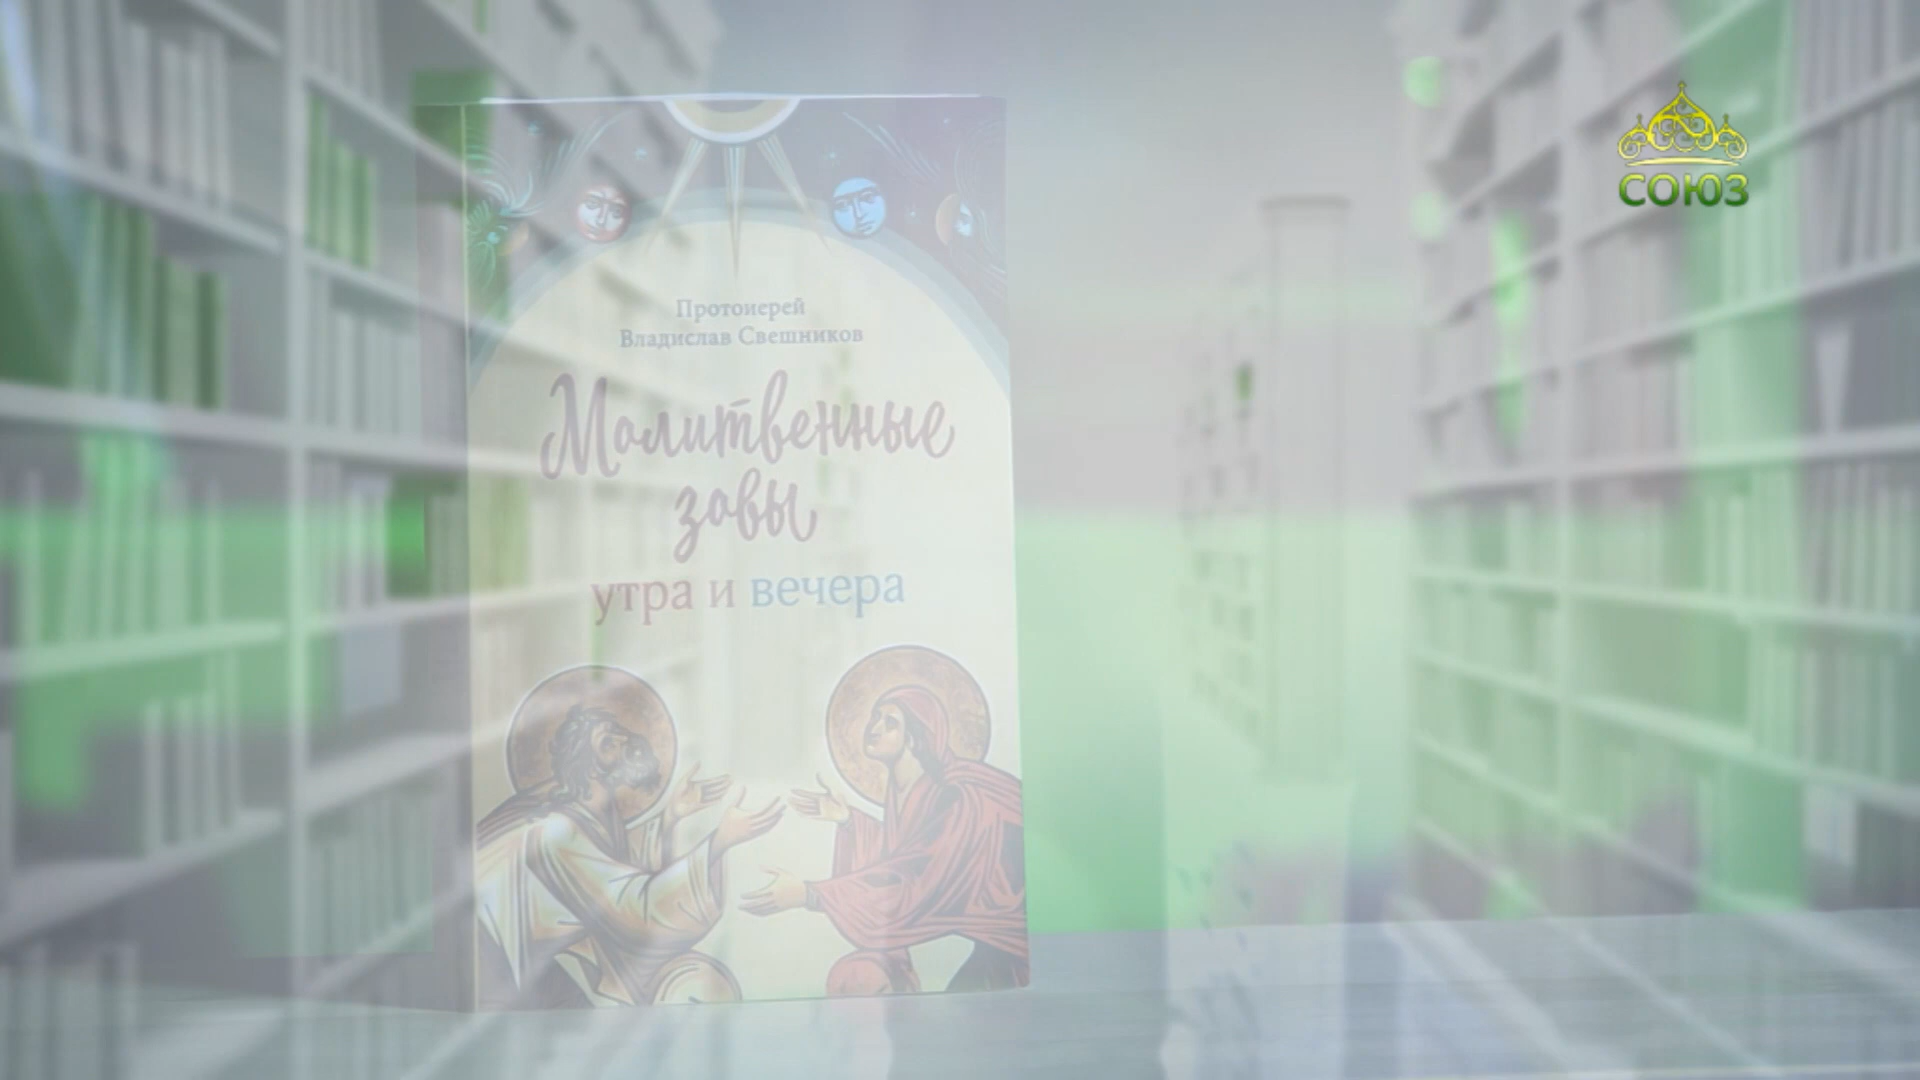 СОЮЗ
Протоиерей
Владислав Свешников
Молитвенные
зовы
утра и вечера